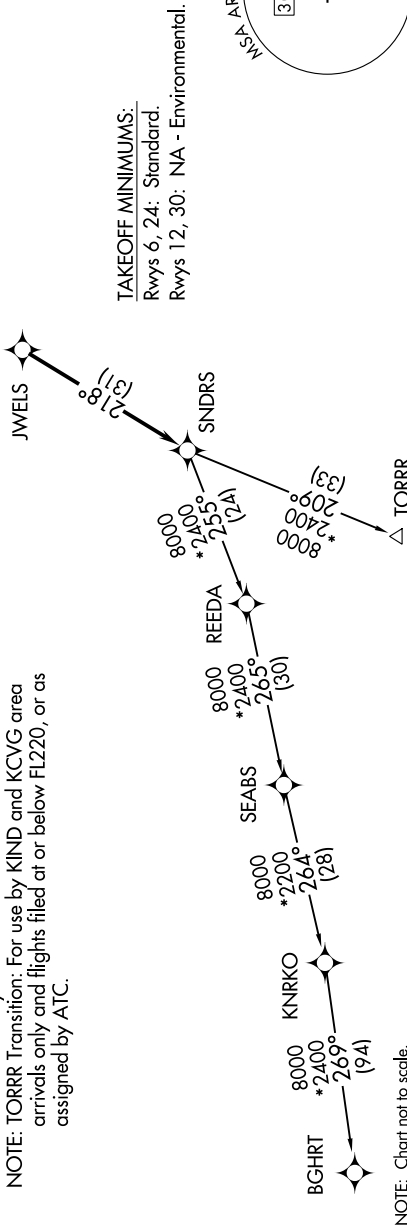 NOTE: TORRR Transition: For use by KIND and KCVG area
arrivals only and flights filed at or below FL220, or as
assigned by ATC.
TAKEOFF MINIMUMS:
Rwys 6, 24: Standard.
Rwys 12, 30: NA - Environmental.
MSA
JWELS
218°
(31)
SNDRS
8000
*2400
255°
(24)
8000
*2400
209°
(33)
TORRR
REEDA
8000
*2400
265°
(30)
SEABS
8000
*2200
264°
(28)
KNRKO
8000
*2400
269°
(94)
BGHRT
NOTE: Chart not to scale.